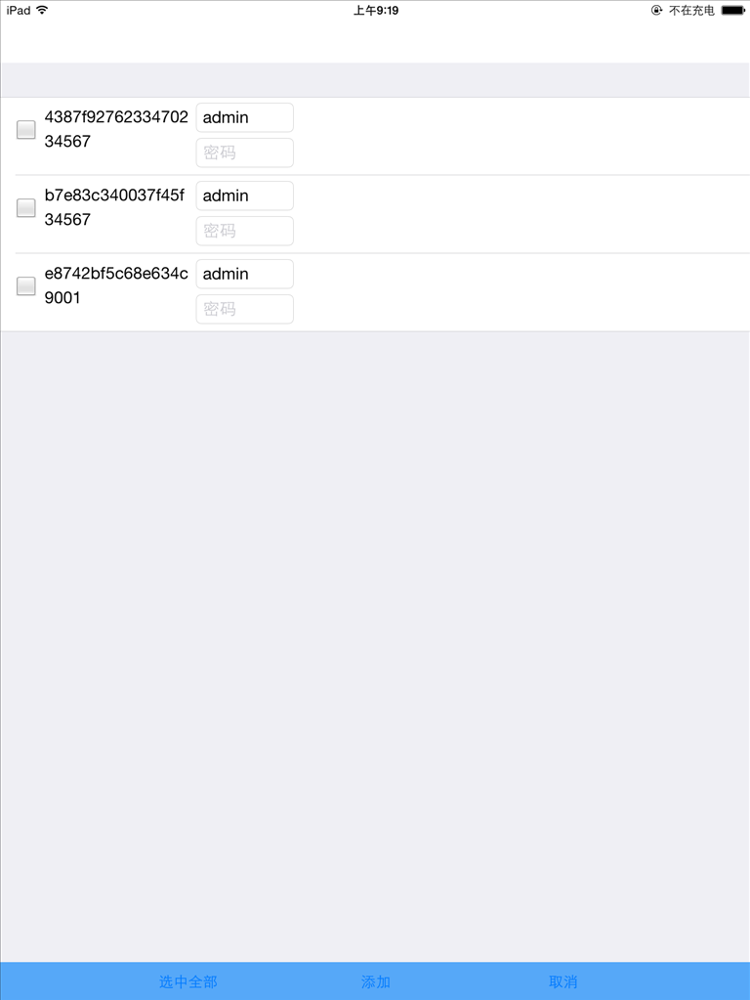 iPad 上午9:19 不在充电
4387f92762334702
34567
admin
密码
b7e83c340037f45f
34567
admin
密码
e8742bf5c68e634c
9001
admin
密码
选中全部 添加 取消